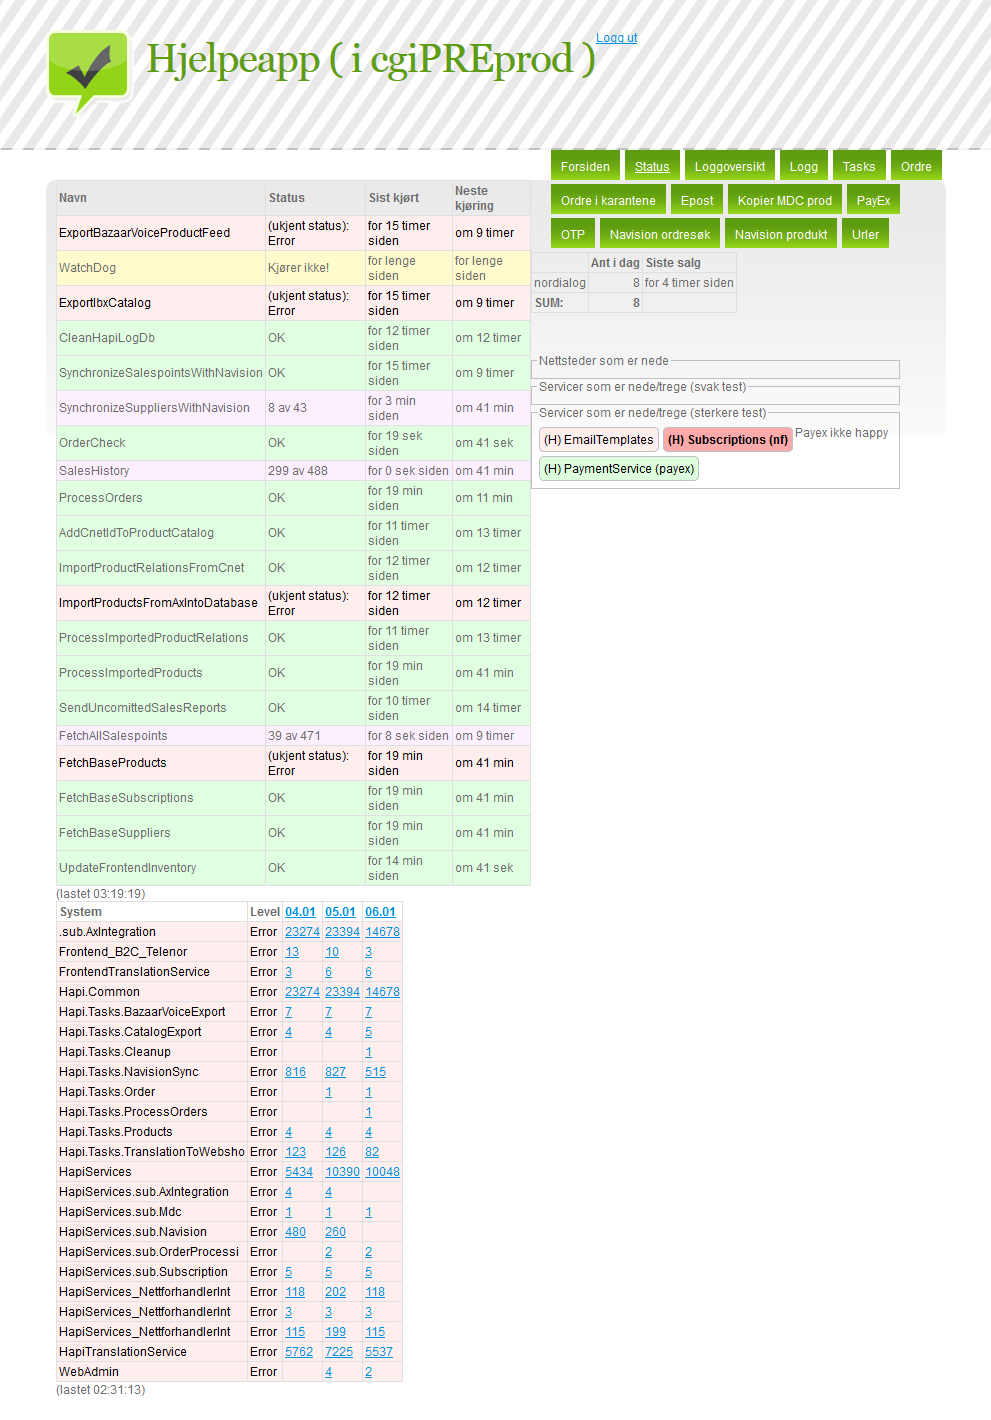 Hjelpeapp ( i cgiPREprod )
Logg ut
Forsiden Status Loggoversikt Logg Tasks Ordre
Ordre i karantene Epost Kopier MDC prod PayEx
OTP Navision ordresøk Navision produkt Urler
Navn Status Sist kjørt Neste kjøring
ExportBazaarVoiceProductFeed (ukjent status): Error for 15 timer siden om 9 timer
WatchDog Kjører ikke! for lenge siden for lenge siden
ExportIbxCatalog (ukjent status): Error for 15 timer siden om 9 timer
CleanHapiLogDb OK for 12 timer siden om 12 timer
SynchronizeSalespointsWithNavision OK for 15 timer siden om 9 timer
SynchronizeSuppliersWithNavision 8 av 43 for 3 min siden om 41 min
OrderCheck OK for 19 sek siden om 41 sek
SalesHistory 299 av 488 for 0 sek siden om 41 min
ProcessOrders OK for 19 min siden om 11 min
AddCnetIdToProductCatalog OK for 11 timer siden om 13 timer
ImportProductRelationsFromCnet OK for 12 timer siden om 12 timer
ImportProductsFromAxIntoDatabase (ukjent status): Error for 12 timer siden om 12 timer
ProcessImportedProductRelations OK for 11 timer siden om 13 timer
ProcessImportedProducts OK for 19 min siden om 41 min
SendUncomittedSalesReports OK for 10 timer siden om 14 timer
FetchAllSalespoints 39 av 471 for 8 sek siden om 9 timer
FetchBaseProducts (ukjent status): Error for 19 min siden om 41 min
FetchBaseSubscriptions OK for 19 min siden om 41 min
FetchBaseSuppliers OK for 19 min siden om 41 min
UpdateFrontendInventory OK for 14 min siden om 41 sek
(lastet 03:19:19)
Ant i dag Siste salg
nordialog 8 for 4 timer siden
SUM: 8
Nettsteder som er nede
Servicer som er nede/trege (svak test)
Servicer som er nede/trege (sterkere test)
(H) EmailTemplates (H) Subscriptions (nf) Payex ikke happy
(H) PaymentService (payex)
System Level 04.01 05.01 06.01
.sub.AxIntegration Error 23274 23394 14678
Frontend_B2C_Telenor Error 13 10 3
FrontendTranslationService Error 3 6 6
Hapi.Common Error 23274 23394 14678
Hapi.Tasks.BazaarVoiceExport Error 7 7 7
Hapi.Tasks.CatalogExport Error 4 4 5
Hapi.Tasks.Cleanup Error 1
Hapi.Tasks.NavisionSync Error 816 827 515
Hapi.Tasks.Order Error 1 1
Hapi.Tasks.ProcessOrders Error 1
Hapi.Tasks.Products Error 4 4 4
Hapi.Tasks.TranslationToWebsho Error 123 126 82
HapiServices Error 5434 10390 10048
HapiServices.sub.AxIntegration Error 4 4
HapiServices.sub.Mdc Error 1 1 1
HapiServices.sub.Navision Error 480 260
HapiServices.sub.OrderProcessi Error 2 2
HapiServices.sub.Subscription Error 5 5 5
HapiServices_NettforhandlerInt Error 118 202 118
HapiServices_NettforhandlerInt Error 3 3 3
HapiServices_NettforhandlerInt Error 115 199 115
HapiTranslationService Error 5762 7225 5537
WebAdmin Error 4 2
(lastet 02:31:13)